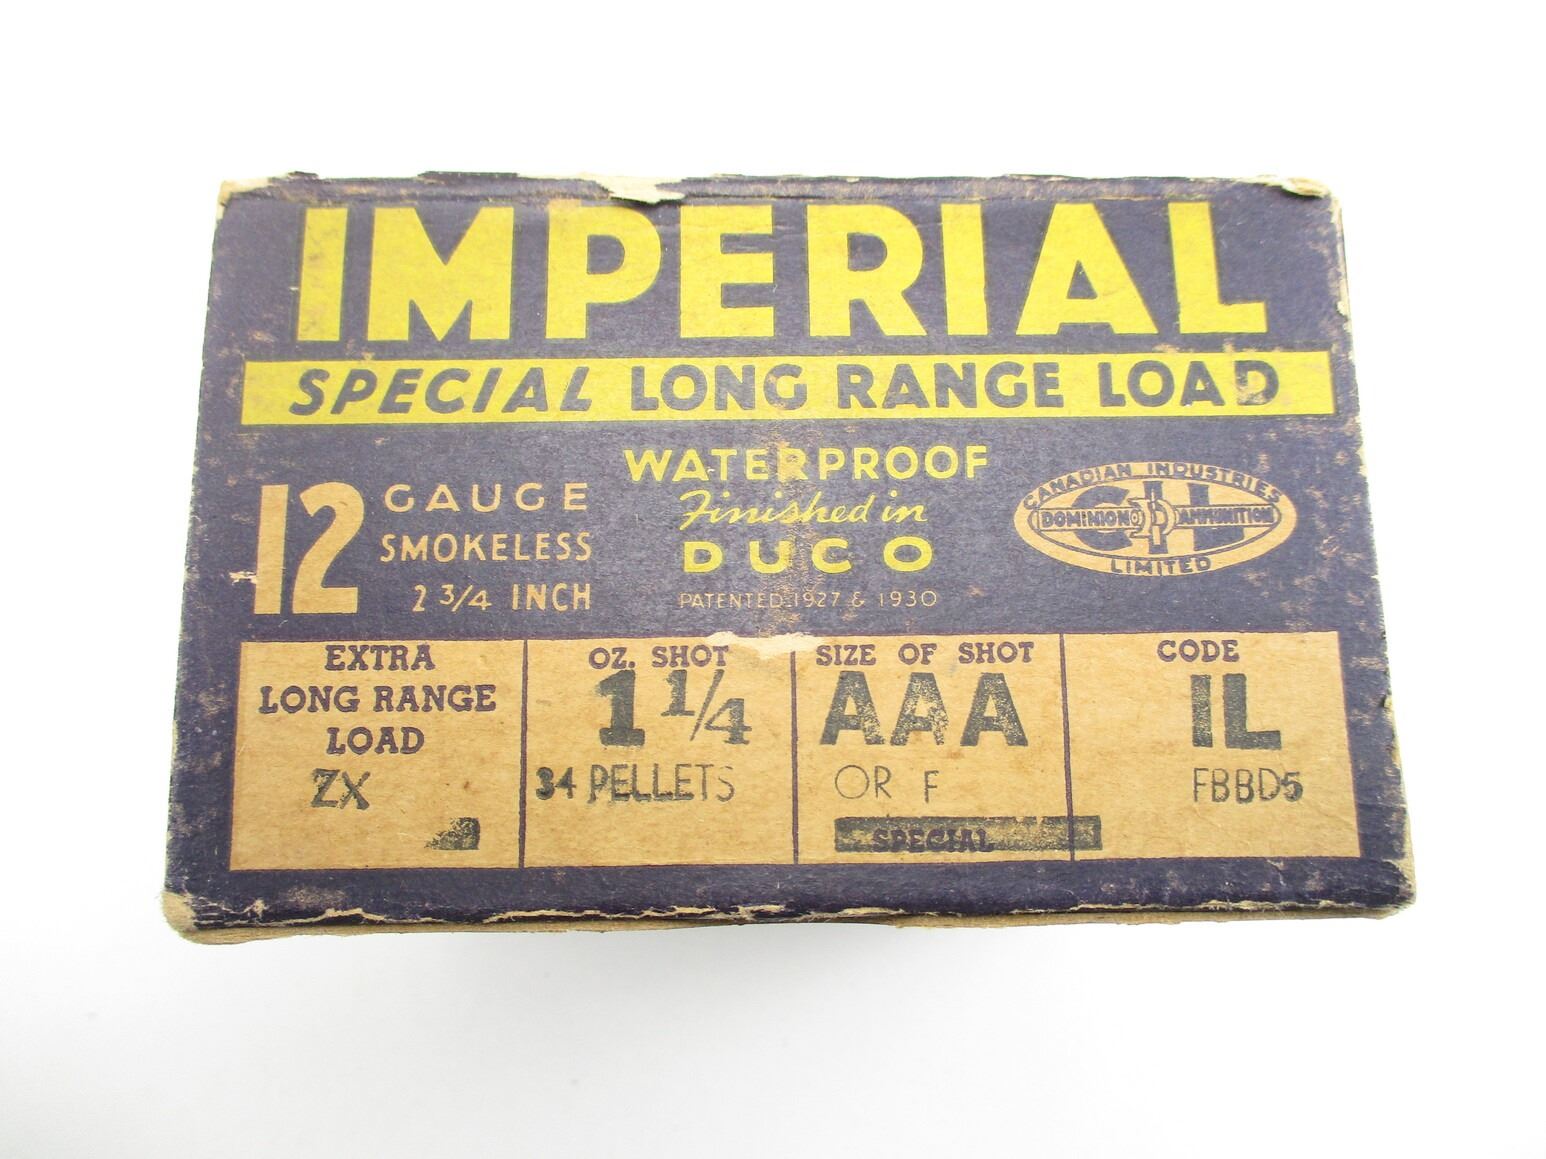 IMPERIAL
SPECIAL LONG RANGE LOAD
12 GAUGE
SMOKELESS
2 3/4 INCH
WATERPROOF
Finished in
DUCO
PATENTED 1927 & 1930
CANADIAN INDUSTRIES
CIL
DOMINION AMMUNITION
LIMITED
EXTRA
LONG RANGE
LOAD
ZX
OZ. SHOT
1 1/4
34 PELLETS
SIZE OF SHOT
AAA
OR F
SPECIAL
CODE
IL
FBBD5